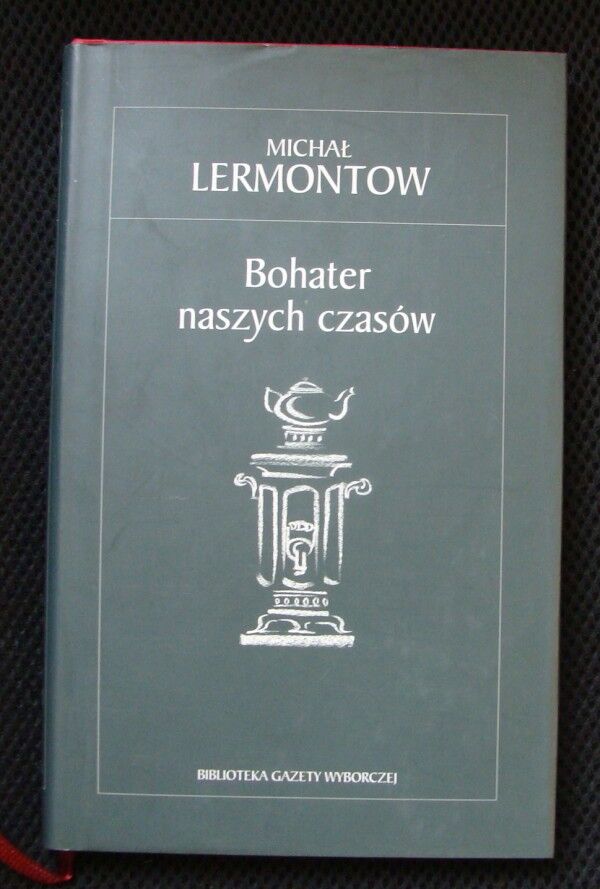 MICHAŁ
LERMONTOW
Bohater
naszych czasów
BIBLIOTEKA GAZETY WYBORCZEJ